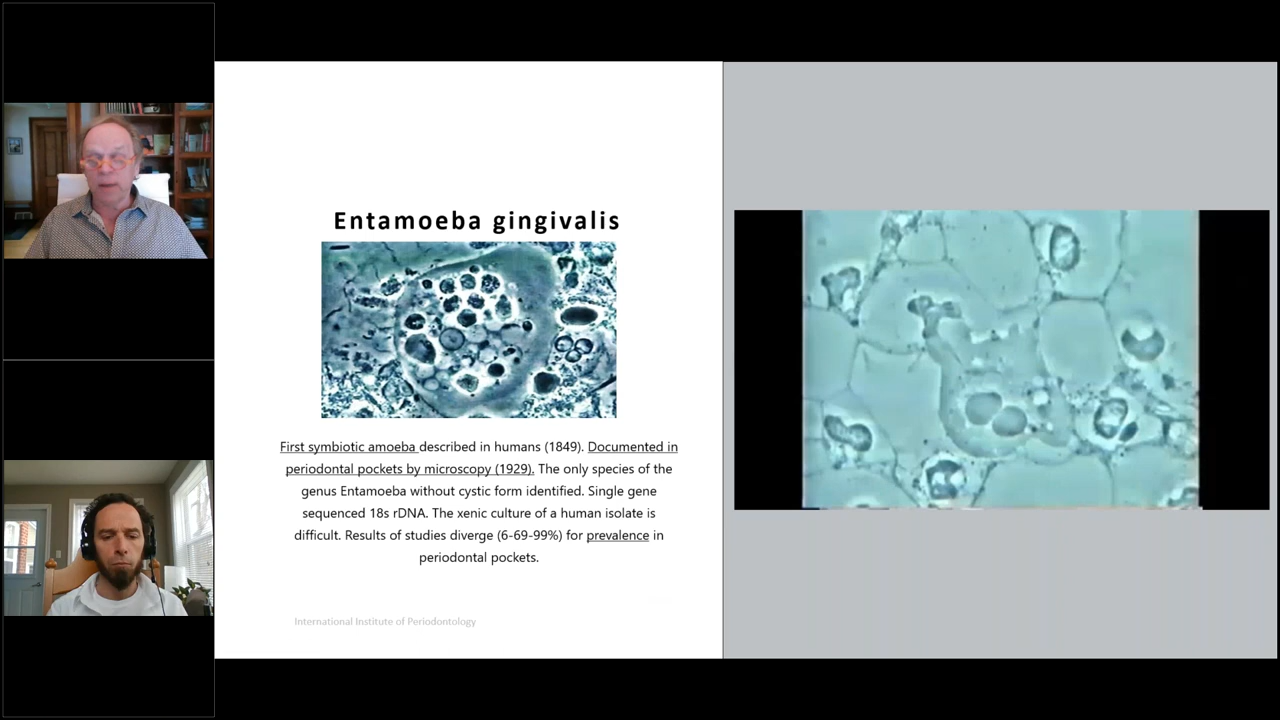 Entamoeba gingivalis
First symbiotic amoeba described in humans (1849). Documented in
periodontal pockets by microscopy (1929). The only species of the
genus Entamoeba without cystic form identified. Single gene
sequenced 18s rDNA. The xenic culture of a human isolate is
difficult. Results of studies diverge (6-69-99%) for prevalence in
periodontal pockets.
International Institute of Periodontology